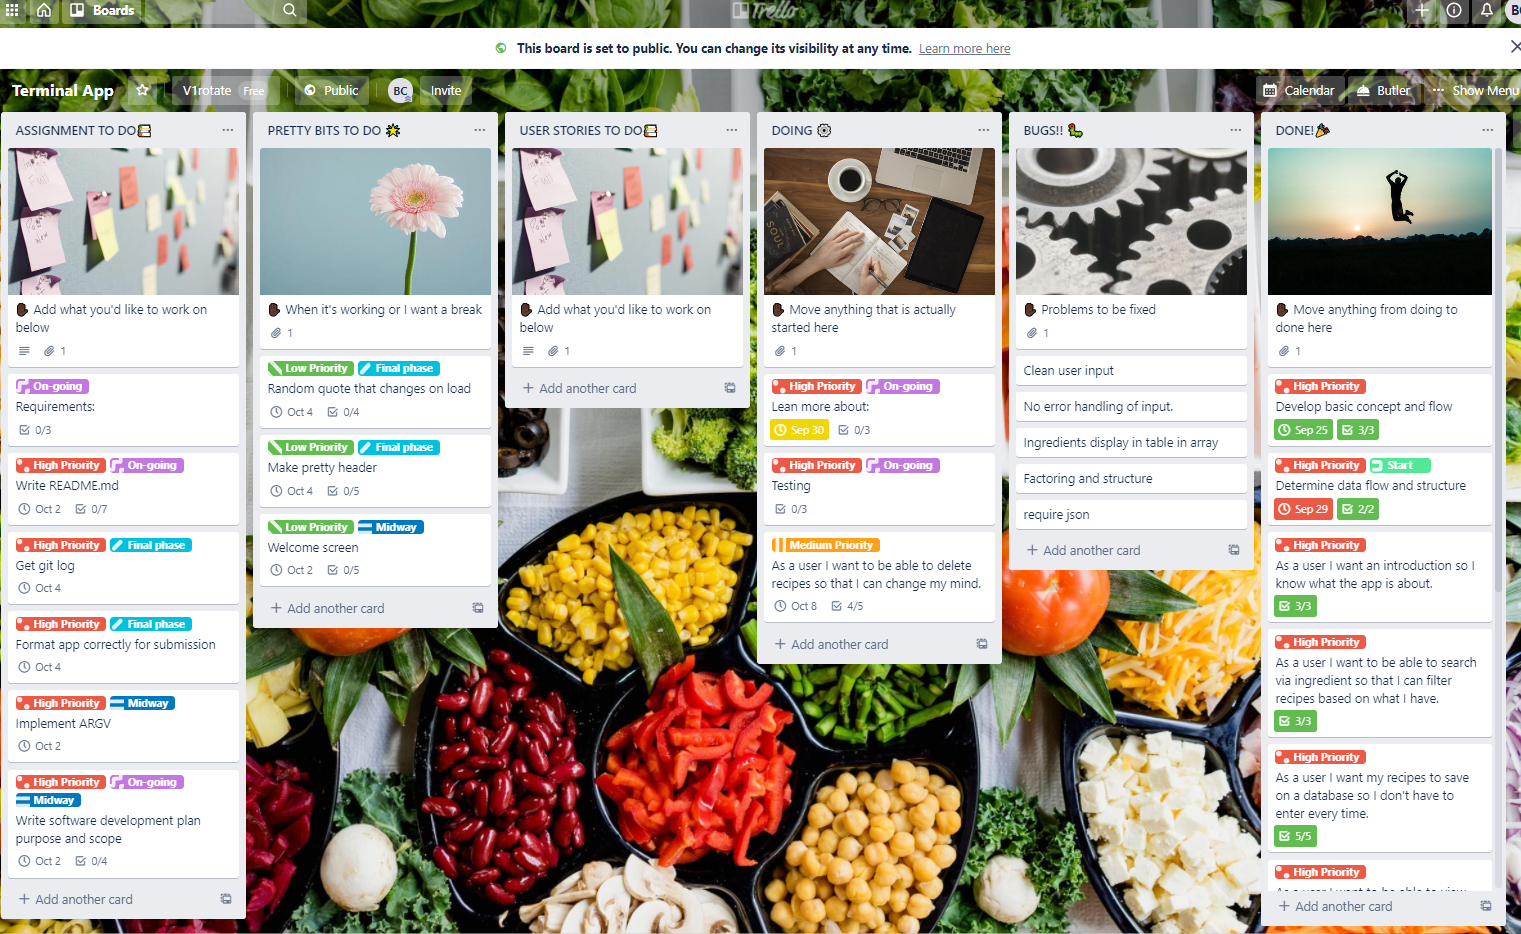 Boards
Trello
This board is set to public. You can change its visibility at any time. Learn more here
Terminal App
V1rotate Free
Public
BC
Invite
Calendar
Butler
Show Menu
ASSIGNMENT TO DO
Add what you'd like to work on
below
1
On-going
Requirements:
0/3
High Priority On-going
Write README.md
Oct 2 0/7
High Priority Final phase
Get git log
Oct 4
High Priority Final phase
Format app correctly for submission
Oct 4
High Priority Midway
Implement ARGV
Oct 2
High Priority On-going
Midway
Write software development plan
purpose and scope
Oct 2 0/4
+ Add another card
PRETTY BITS TO DO
When it's working or I want a break
1
Low Priority Final phase
Random quote that changes on load
Oct 4 0/4
Low Priority Final phase
Make pretty header
Oct 4 0/5
Low Priority Midway
Welcome screen
Oct 2 0/5
+ Add another card
USER STORIES TO DO
Add what you'd like to work on
below
1
+ Add another card
DOING
Move anything that is actually
started here
1
High Priority On-going
Lean more about:
Sep 30 0/3
High Priority On-going
Testing
0/3
Medium Priority
As a user I want to be able to delete
recipes so that I can change my mind.
Oct 8 4/5
+ Add another card
BUGS!!
Problems to be fixed
1
Clean user input
No error handling of input.
Ingredients display in table in array
Factoring and structure
require json
+ Add another card
DONE!
Move anything from doing to
done here
1
High Priority
Develop basic concept and flow
Sep 25 3/3
High Priority Start
Determine data flow and structure
Sep 29 2/2
High Priority
As a user I want an introduction so I
know what the app is about.
3/3
High Priority
As a user I want to be able to search
via ingredient so that I can filter
recipes based on what I have.
3/3
High Priority
As a user I want my recipes to save
on a database so I don't have to
enter every time.
5/5
High Priority
As a user I want to be able to view
+ Add another card